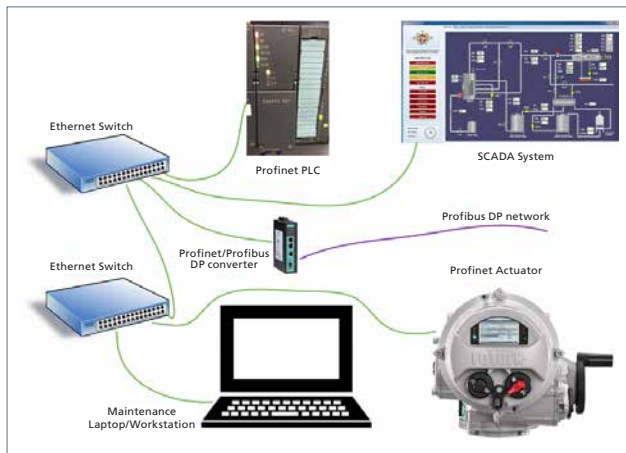 Ethernet Switch
Profinet PLC
SCADA System
Profibus DP network
Profinet/Profibus
DP converter
Ethernet Switch
Profinet Actuator
rotork
Maintenance
Laptop/Workstation